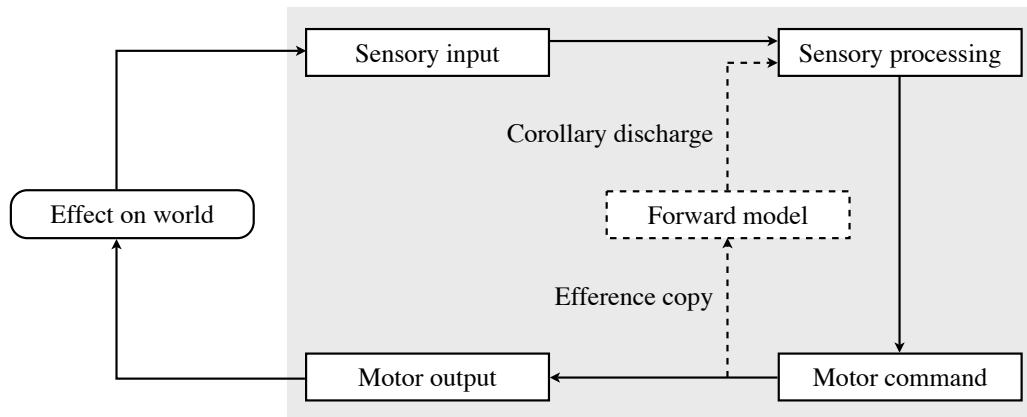 Sensory input
Sensory processing
Corollary discharge
Effect on world
Forward model
Efference copy
Motor output
Motor command